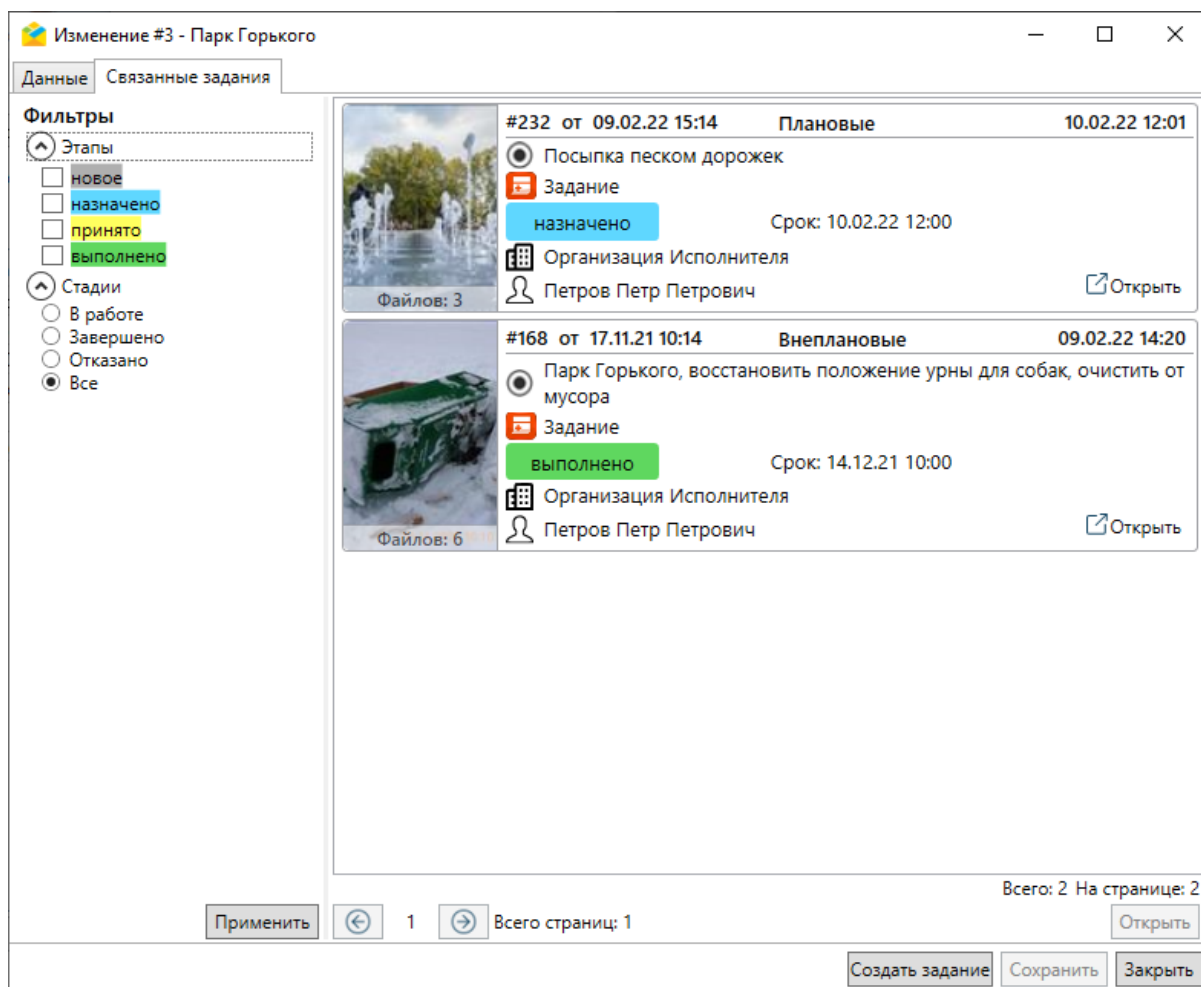 Изменение #3 - Парк Горького
Данные
Связанные задания
Фильтры
Этапы
новое
назначено
принято
выполнено
Стадии
В работе
Завершено
Отказано
Все
Применить
#232 от 09.02.22 15:14 Плановые 10.02.22 12:01
Посыпка песком дорожек
Задание
назначено Срок: 10.02.22 12:00
Организация Исполнителя
Петров Петр Петрович
Файлов: 3
Открыть
#168 от 17.11.21 10:14 Внеплановые 09.02.22 14:20
Парк Горького, восстановить положение урны для собак, очистить от
мусора
Задание
выполнено Срок: 14.12.21 10:00
Организация Исполнителя
Петров Петр Петрович
Файлов: 6
Открыть
Всего: 2 На странице: 2
1 Всего страниц: 1
Открыть
Создать задание Сохранить Закрыть